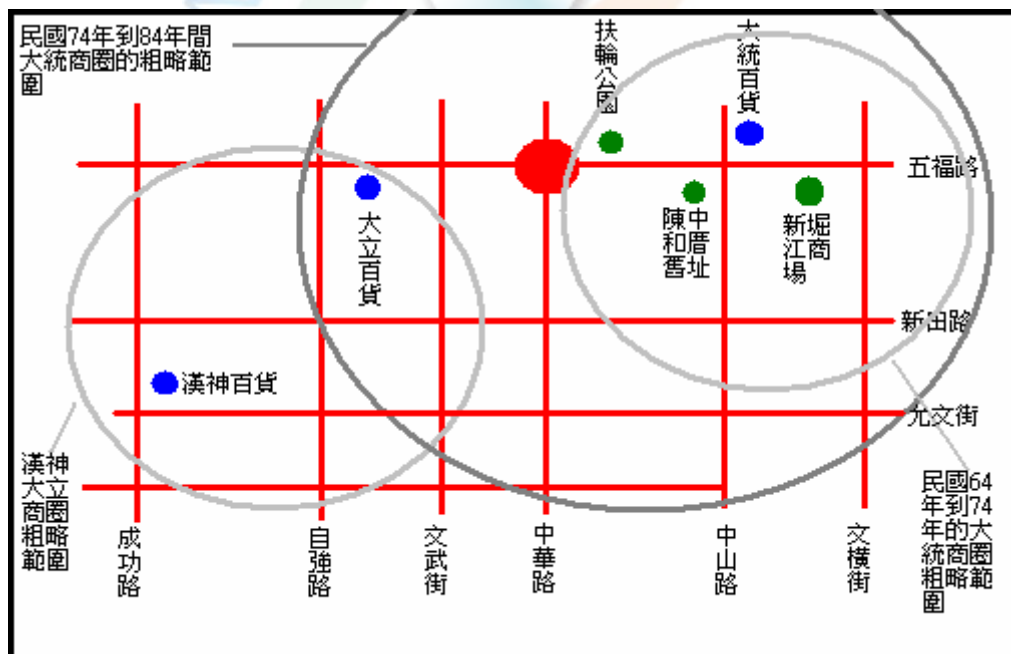 民國74年到84年間
大統商圈的粗略範
圍
扶輪公園
大統百貨
五福路
大立百貨
陳中
和厝
舊址
新堀
江商
場
新田路
漢神百貨
允文街
漢神
大立
商圈
粗略
範圍
民國64
年到74
年的大
統商圈
粗略範
圍
成功路
自強路
文武街
中華路
中山路
文橫街